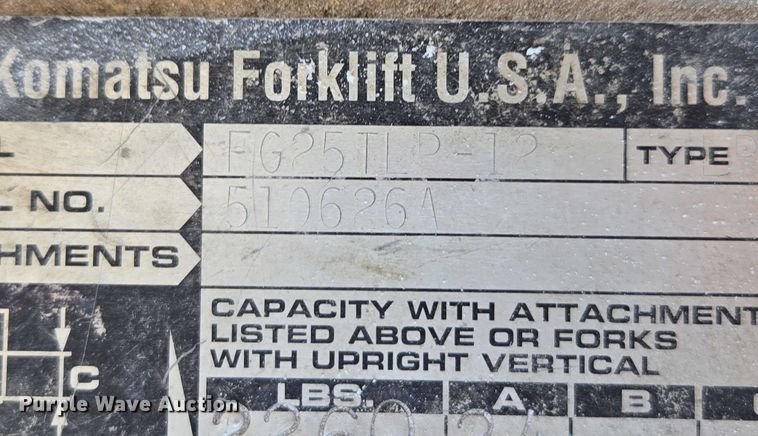 Komatsu Forklift U.S.A., Inc.
L FG25TLP-12 TYPE LP
L NO. 510626A
HMENTS
CAPACITY WITH ATTACHMENT
LISTED ABOVE OR FORKS
WITH UPRIGHT VERTICAL
C LBS. A B
Purple Wave Auction